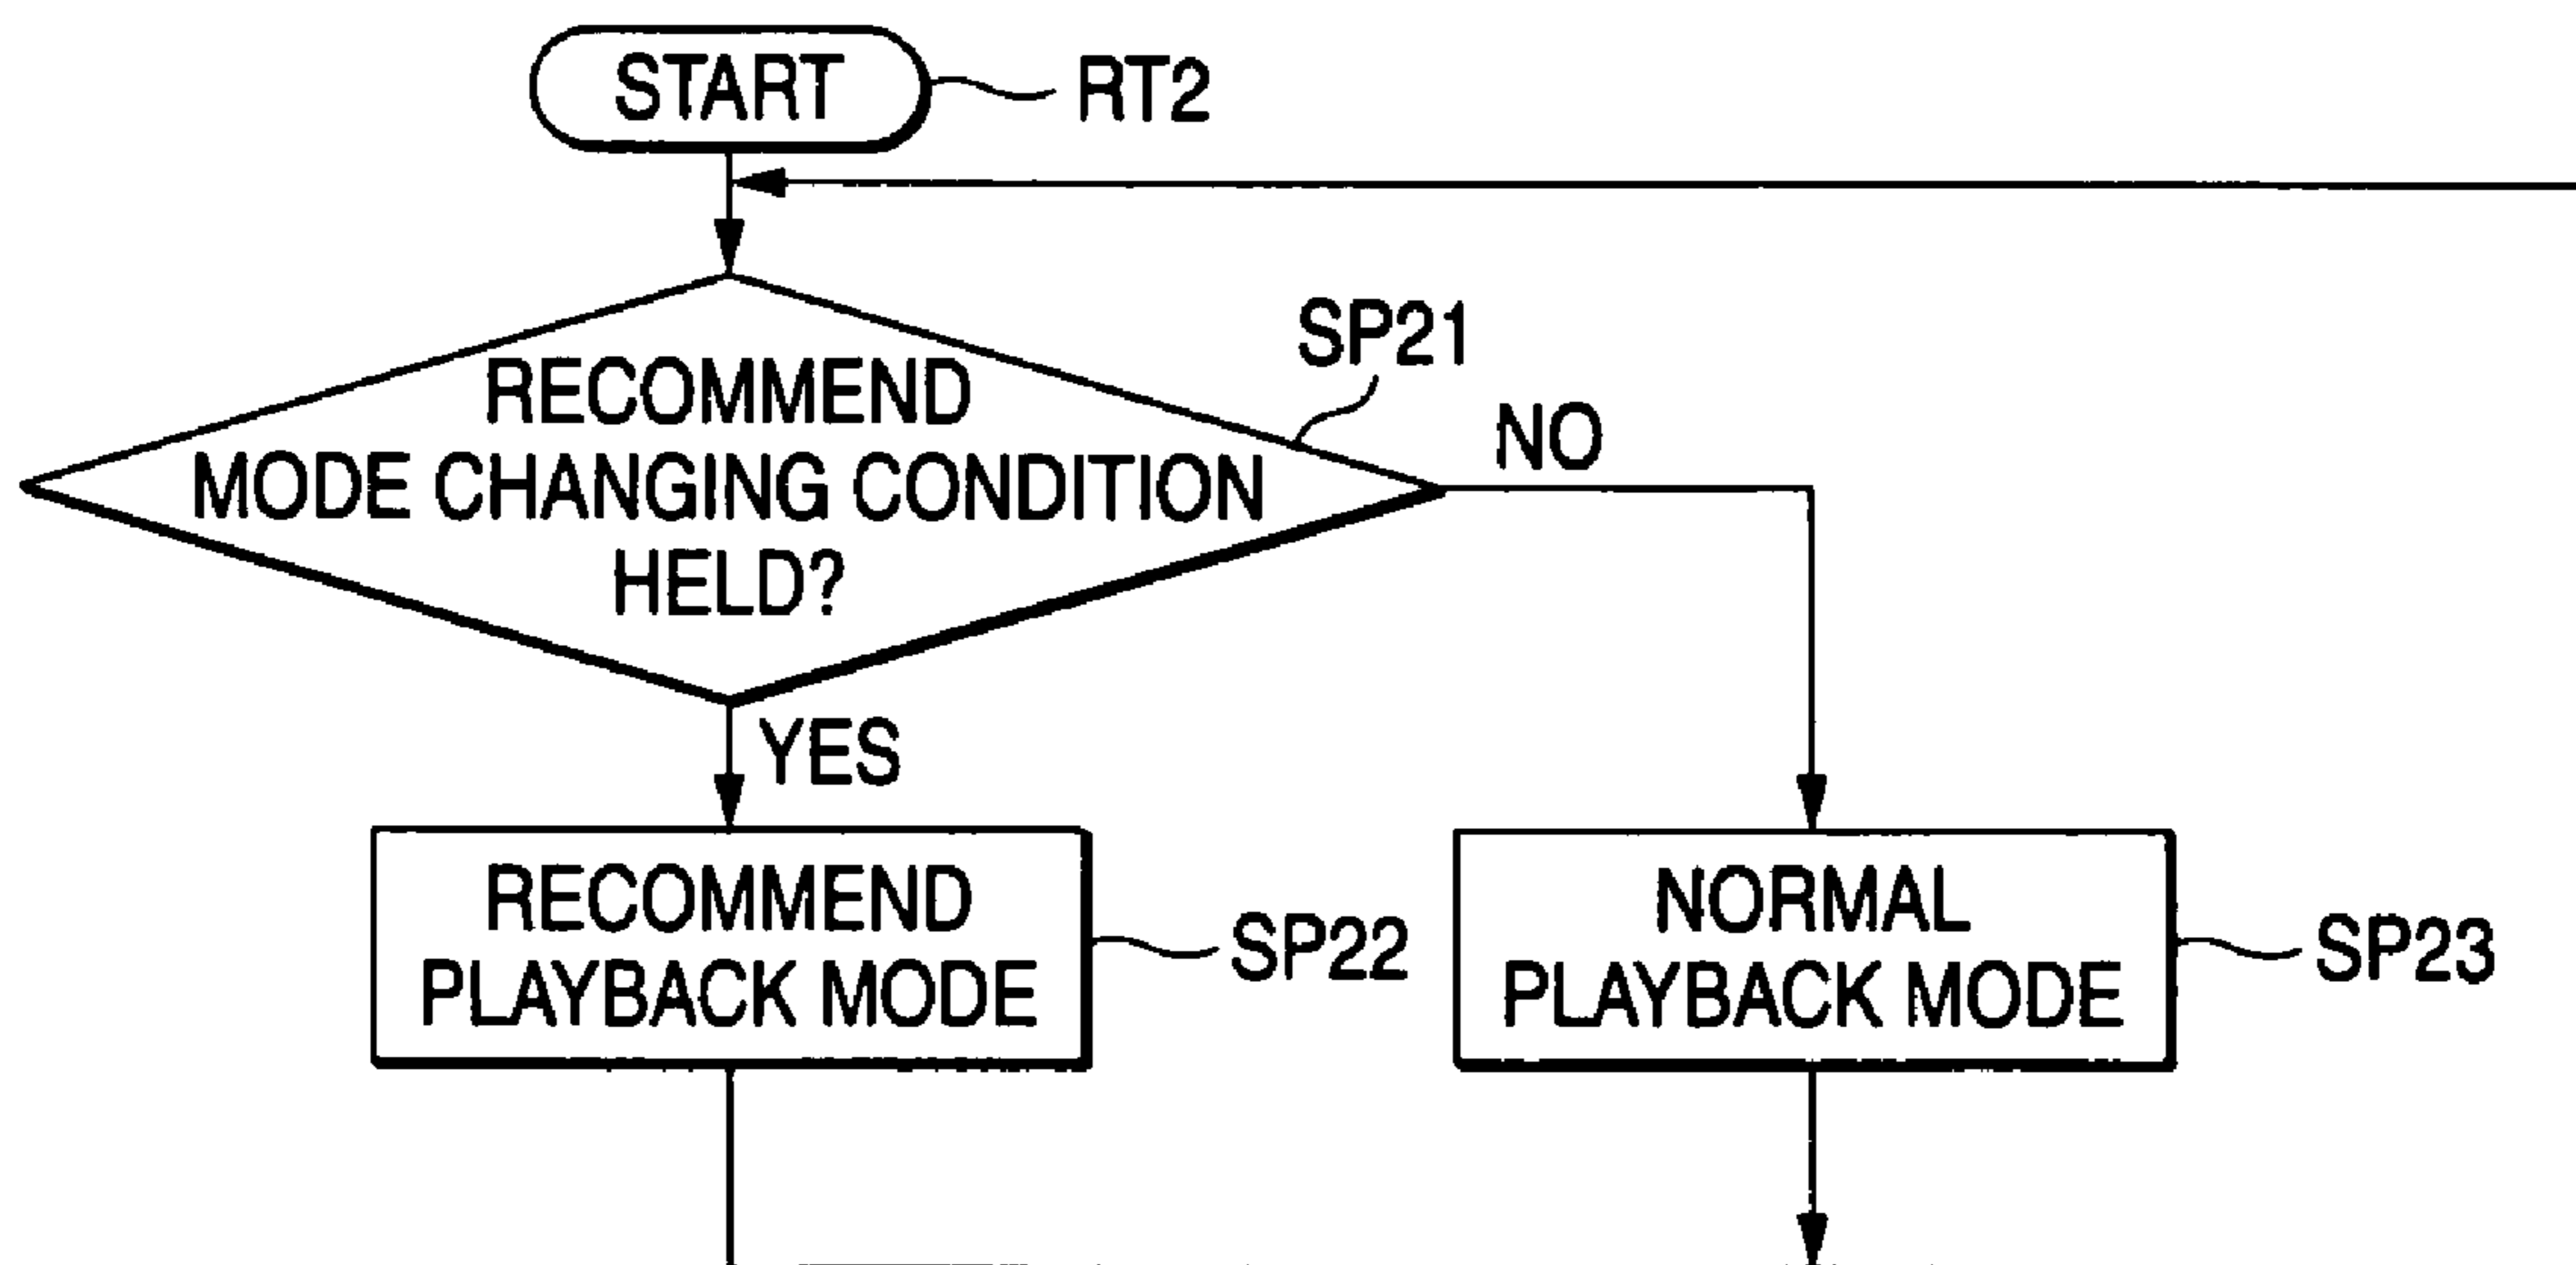 START
RT2
SP21
RECOMMEND
MODE CHANGING CONDITION
HELD?
NO
YES
RECOMMEND
PLAYBACK MODE
SP22
NORMAL
PLAYBACK MODE
SP23